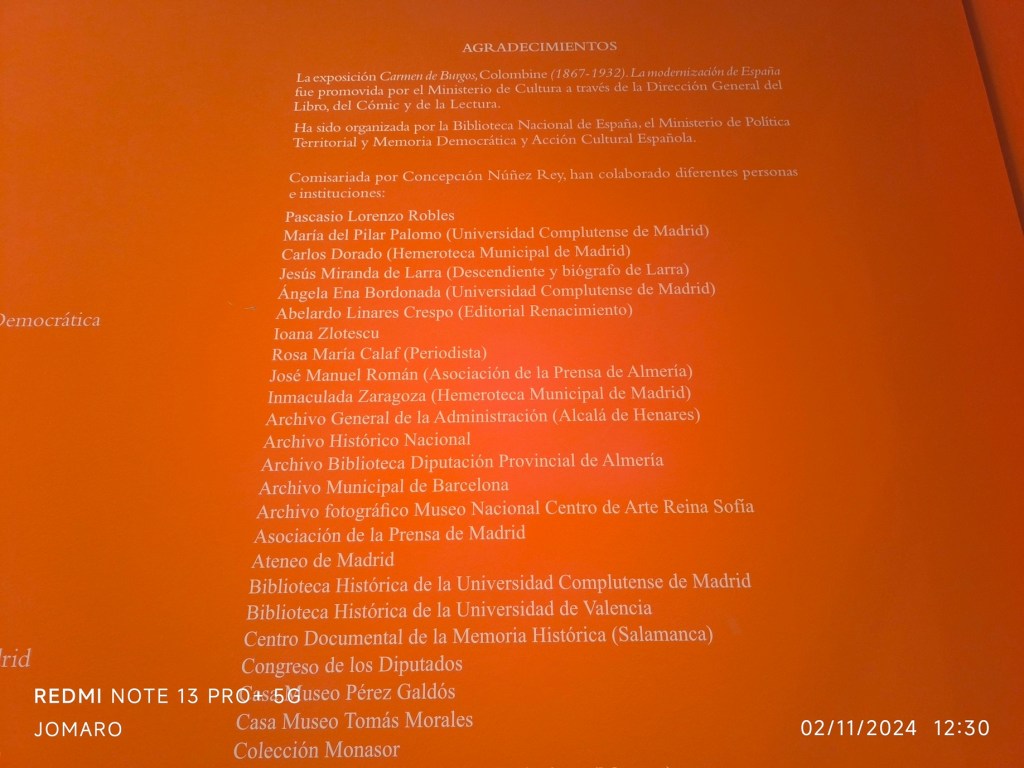 AGRADECIMIENTOS
La exposición Carmen de Burgos, Colombine (1867-1932). La modernización de España
fue promovida por el Ministerio de Cultura a través de la Dirección General del
Libro, del Cómic y de la Lectura.
Ha sido organizada por la Biblioteca Nacional de España, el Ministerio de Política
Territorial y Memoria Democrática y Acción Cultural Española.
Comisariada por Concepción Núñez Rey, han colaborado diferentes personas
e instituciones:
Pascasio Lorenzo Robles
María del Pilar Palomo (Universidad Complutense de Madrid)
Carlos Dorado (Hemeroteca Municipal de Madrid)
Jesús Miranda de Larra (Descendiente y biógrafo de Larra)
Ángela Ena Bordonada (Universidad Complutense de Madrid)
Abelardo Linares Crespo (Editorial Renacimiento)
Ioana Zlotescu
Rosa María Calaf (Periodista)
José Manuel Román (Asociación de la Prensa de Almería)
Inmaculada Zaragoza (Hemeroteca Municipal de Madrid)
Archivo General de la Administración (Alcalá de Henares)
Archivo Histórico Nacional
Archivo Biblioteca Diputación Provincial de Almería
Archivo Municipal de Barcelona
Archivo fotográfico Museo Nacional Centro de Arte Reina Sofía
Asociación de la Prensa de Madrid
Ateneo de Madrid
Biblioteca Histórica de la Universidad Complutense de Madrid
Biblioteca Histórica de la Universidad de Valencia
Centro Documental de la Memoria Histórica (Salamanca)
Congreso de los Diputados
Casa Museo Pérez Galdós
Casa Museo Tomás Morales
Colección Monasor
Democrática
drid
REDMI NOTE 13 PRO+ 5G
JOMARO
02/11/2024 12:30